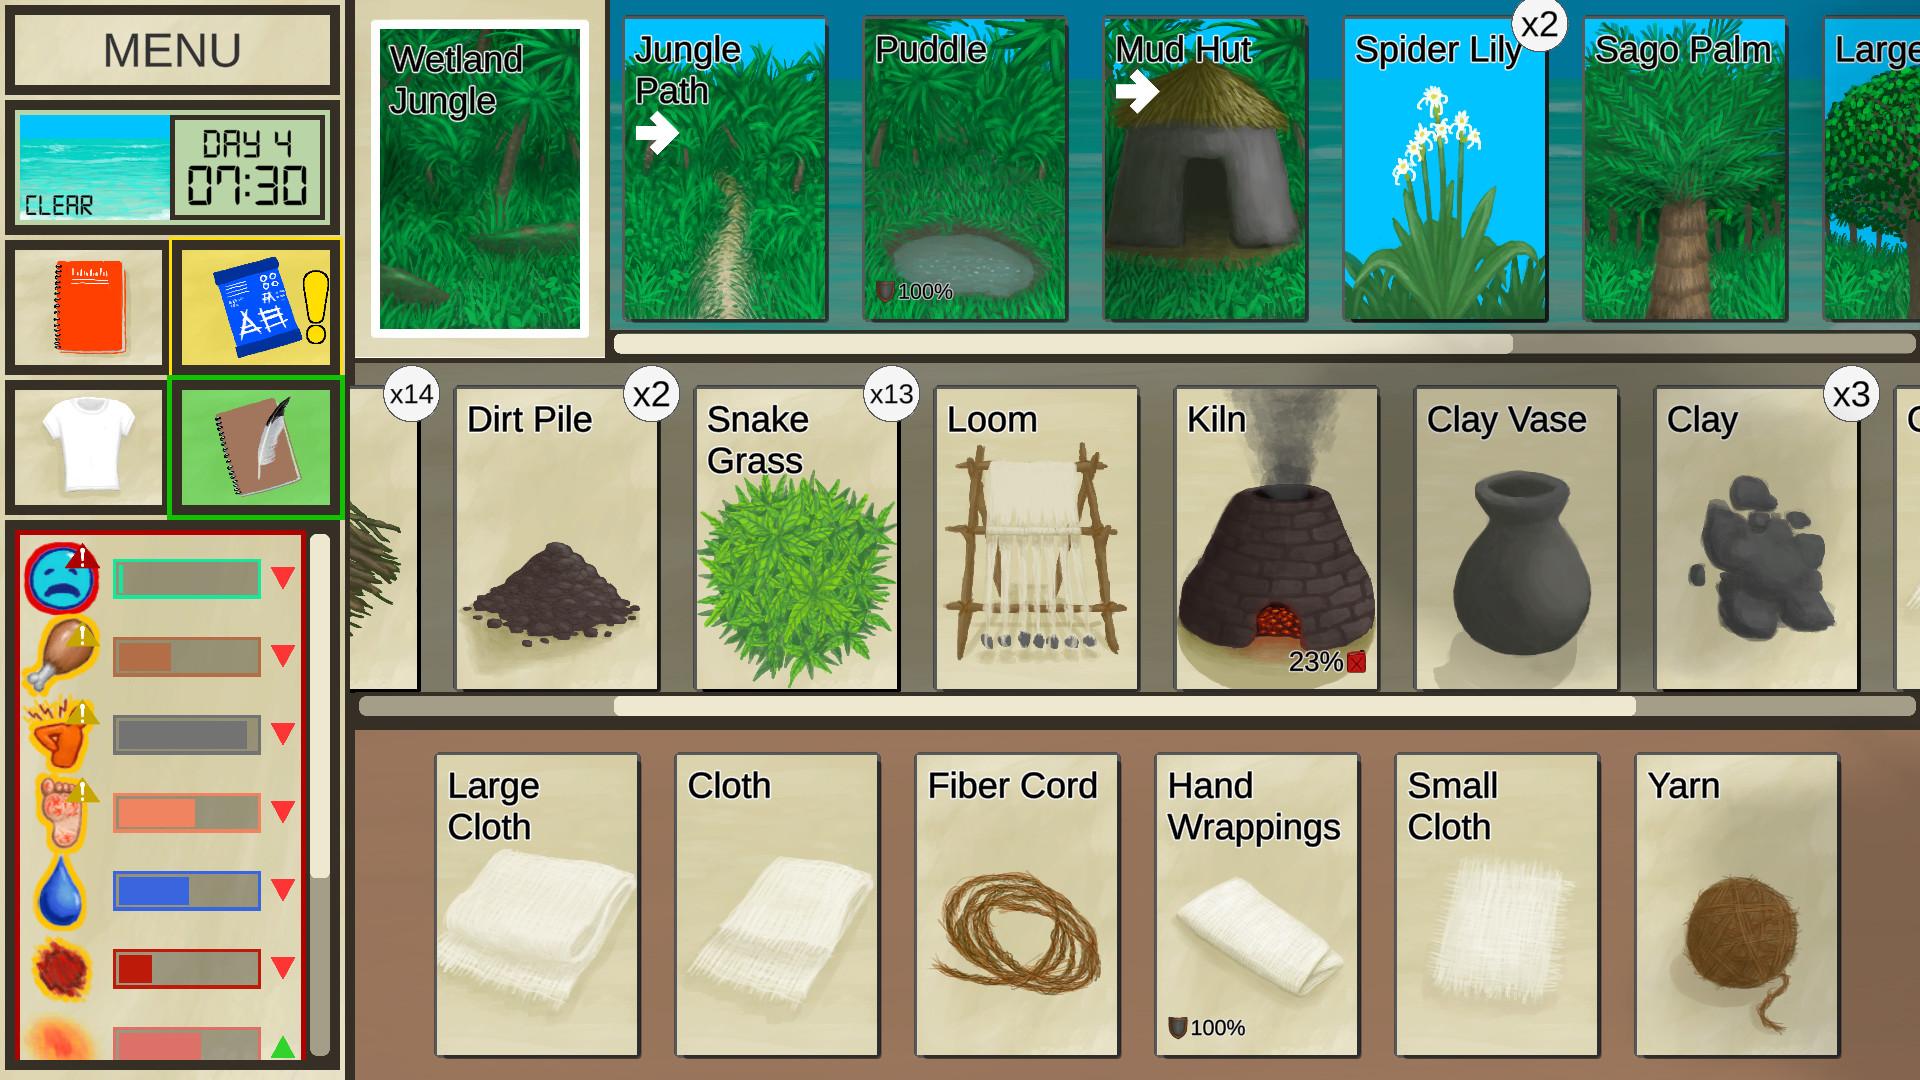 MENU
DAY 4
07:30
CLEAR
Wetland
Jungle
Jungle
Path
Puddle
100%
Mud Hut
Spider Lily
x2
Sago Palm
Large
x14
Dirt Pile
x2
Snake
Grass
x13
Loom
Kiln
23%
Clay Vase
Clay
x3
Large
Cloth
Cloth
Fiber Cord
Hand
Wrappings
100%
Small
Cloth
Yarn